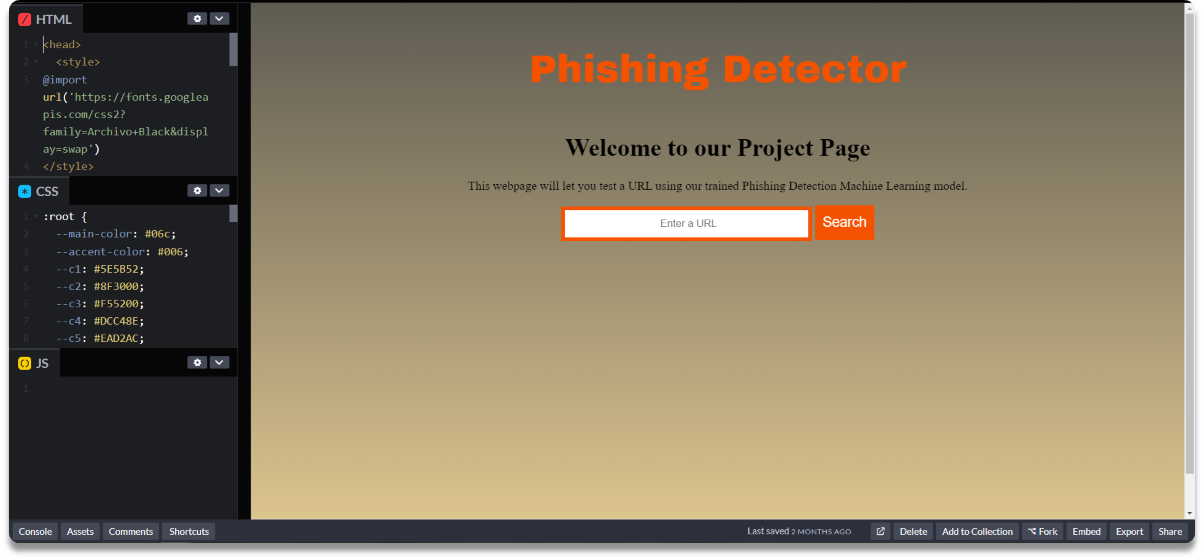 HTML
1 <head>
2 <style>
3 @import
url('https://fonts.googlea
pis.com/css2?
family=Archivo+Black&displ
ay=swap')
4 </style>
CSS
1 :root {
2 --main-color: #06c;
3 --accent-color: #006;
4 --c1: #5E5B52;
5 --c2: #8F3000;
6 --c3: #F55200;
7 --c4: #DCC48E;
8 --c5: #EAD2AC;
JS
1
Phishing Detector
Welcome to our Project Page
This webpage will let you test a URL using our trained Phishing Detection Machine Learning model.
Enter a URL Search
Console Assets Comments Shortcuts Last saved 2 MONTHS AGO Delete Add to Collection Fork Embed Export Share